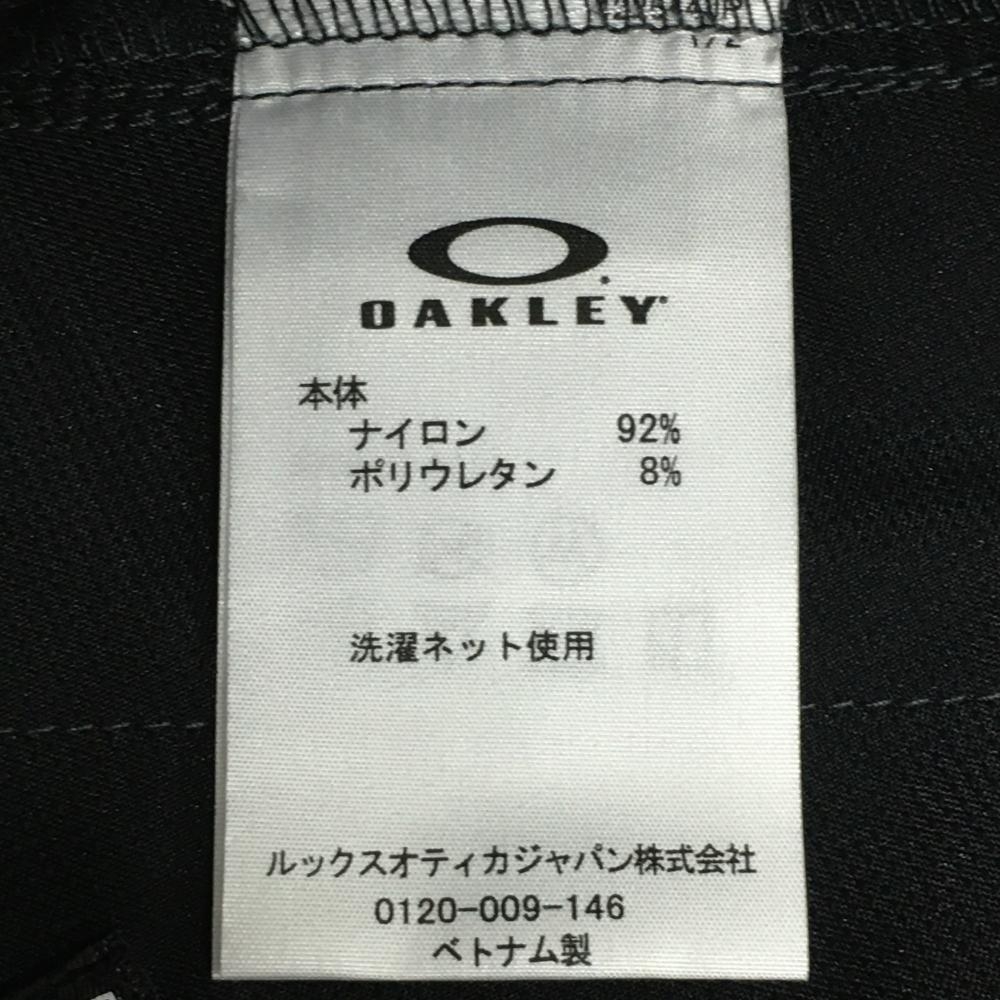 OAKLEY
本体
ナイロン 92%
ポリウレタン 8%
洗濯ネット使用
ルックスオティカジャパン株式会社
0120-009-146
ベトナム製